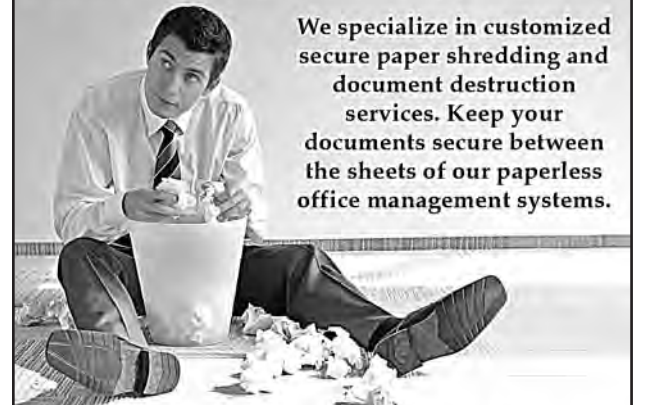 We specialize in customized
secure paper shredding and
document destruction
services. Keep your
documents secure between
the sheets of our paperless
office management systems.